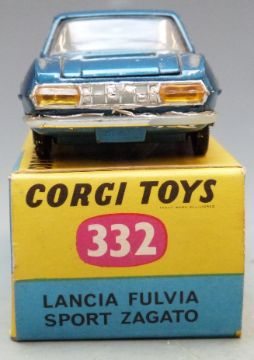 CORGI TOYS
332
LANCIA FULVIA
SPORT ZAGATO